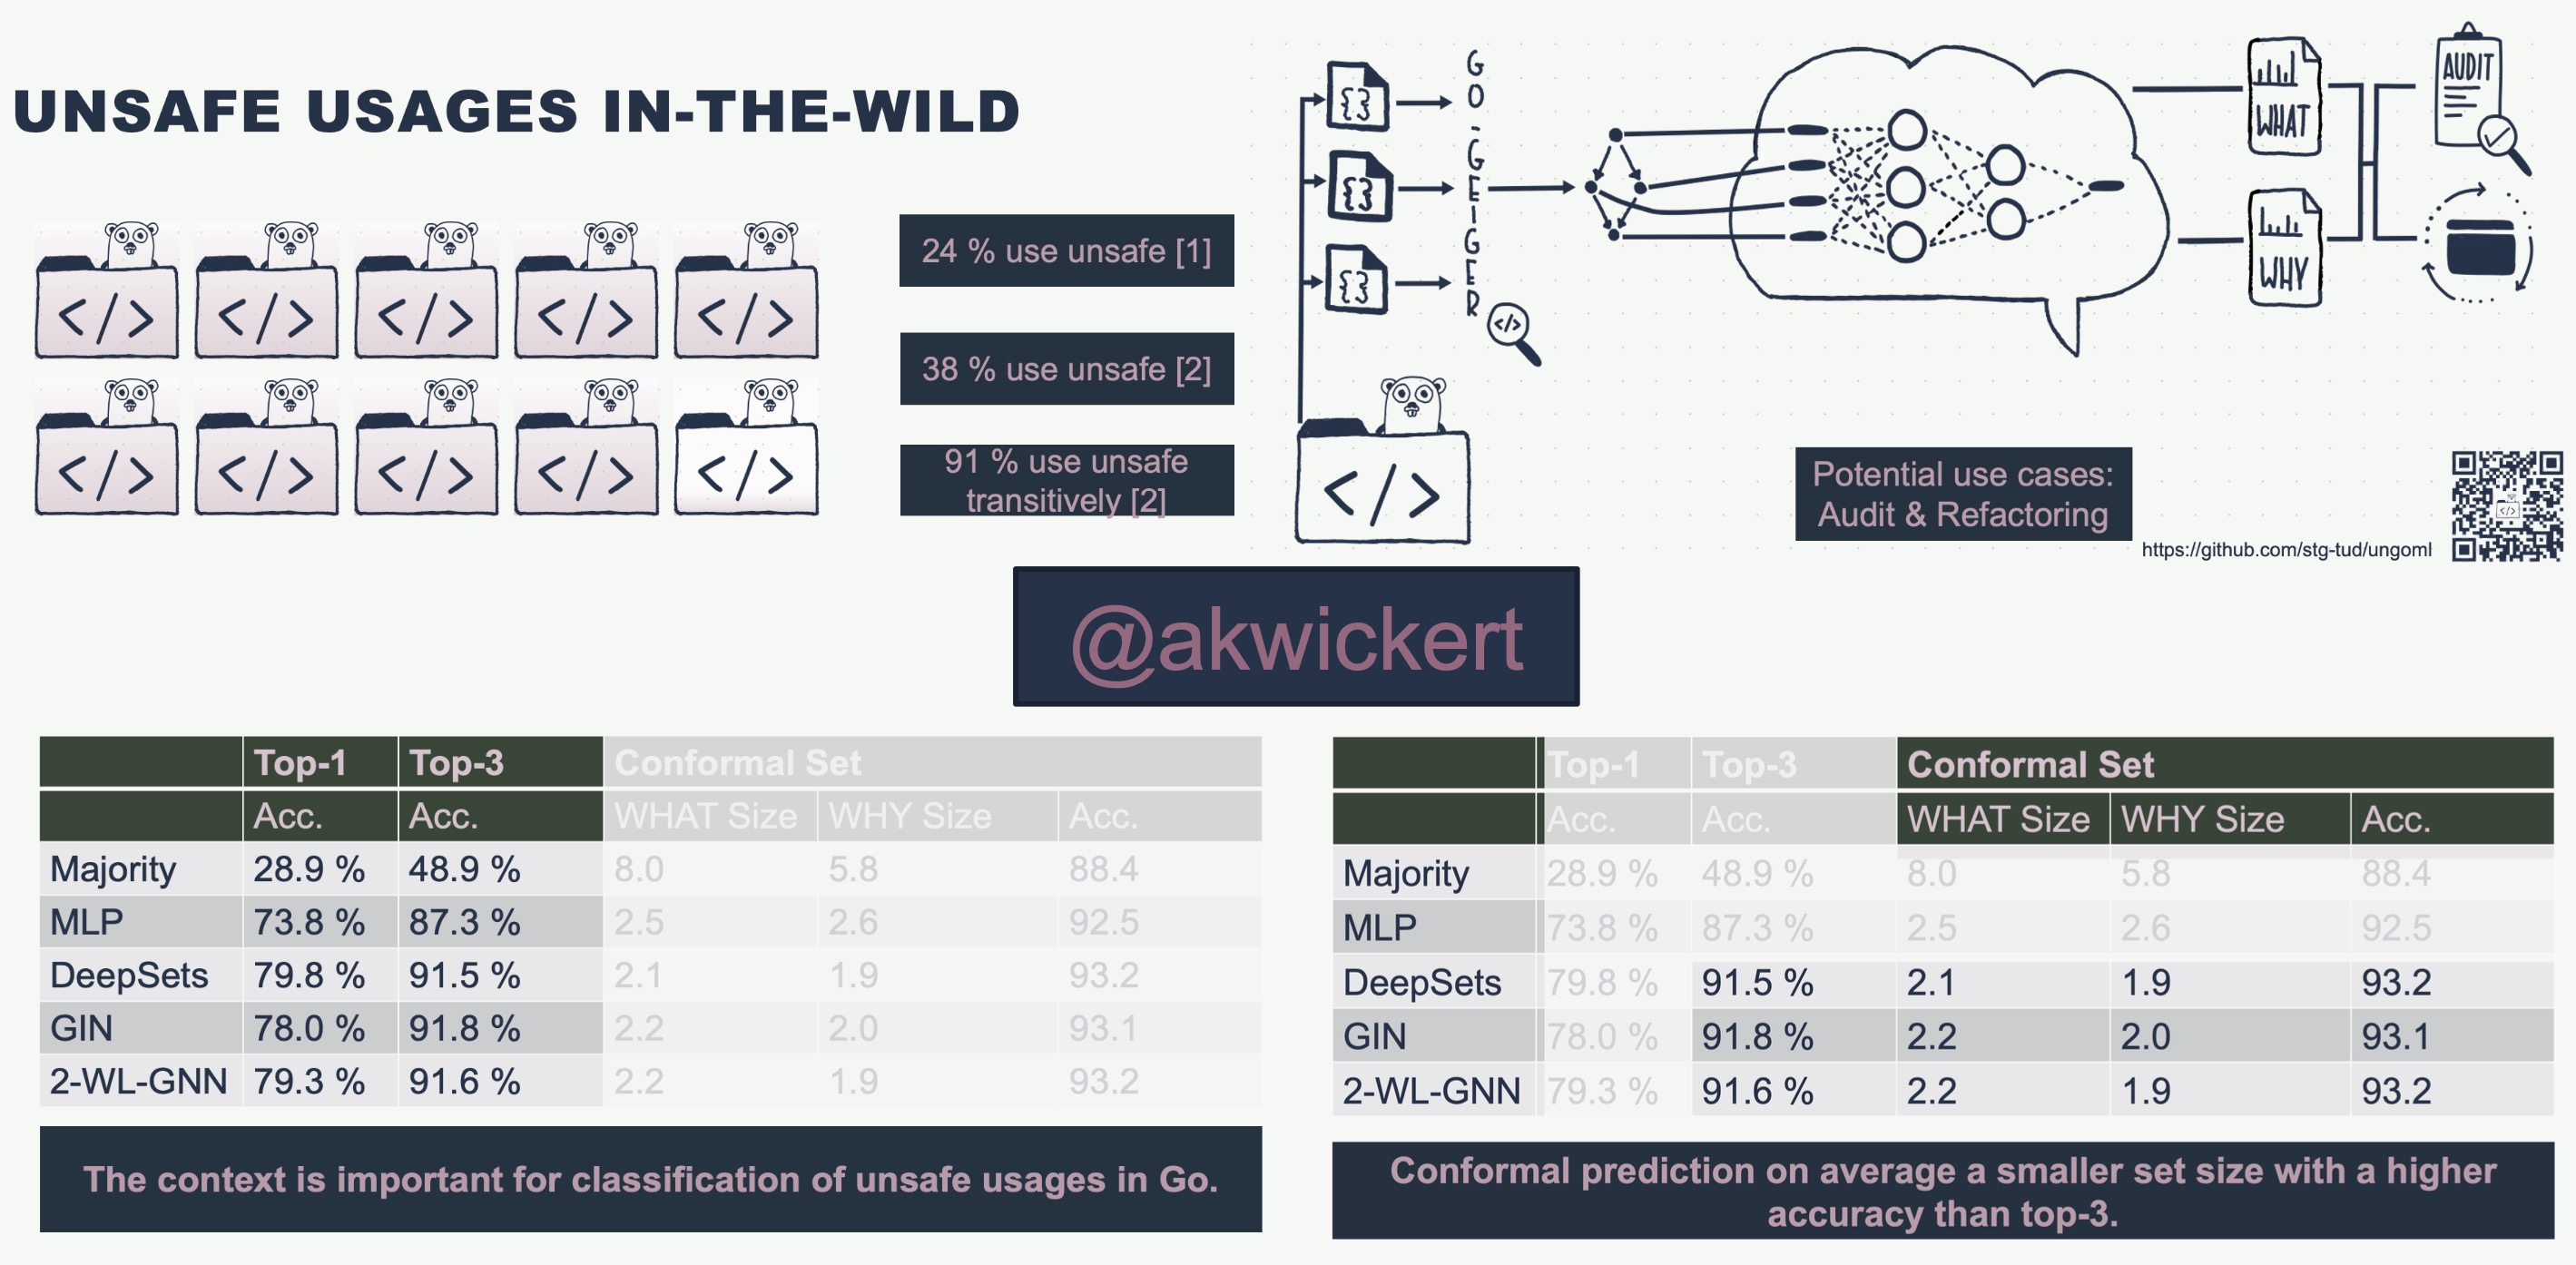 UNSAFE USAGES IN-THE-WILD
</>
</>
</>
</>
</>
</>
</>
</>
</>
</>
24 % use unsafe [1]
38 % use unsafe [2]
91 % use unsafe
transitively [2]
{}
{}
{}
GO-GEIGER
</>
</>
WHAT
WHY
AUDIT
Potential use cases:
Audit & Refactoring
https://github.com/stg-tud/ungoml
</>
@akwickert
Top-1 Top-3 Conformal Set
Acc. Acc. WHAT Size WHY Size Acc.
Majority 28.9 % 48.9 % 8.0 5.8 88.4
MLP 73.8 % 87.3 % 2.5 2.6 92.5
DeepSets 79.8 % 91.5 % 2.1 1.9 93.2
GIN 78.0 % 91.8 % 2.2 2.0 93.1
2-WL-GNN 79.3 % 91.6 % 2.2 1.9 93.2
The context is important for classification of unsafe usages in Go.
Top-1 Top-3 Conformal Set
Acc. Acc. WHAT Size WHY Size Acc.
Majority 28.9 % 48.9 % 8.0 5.8 88.4
MLP 73.8 % 87.3 % 2.5 2.6 92.5
DeepSets 79.8 % 91.5 % 2.1 1.9 93.2
GIN 78.0 % 91.8 % 2.2 2.0 93.1
2-WL-GNN 79.3 % 91.6 % 2.2 1.9 93.2
Conformal prediction on average a smaller set size with a higher
accuracy than top-3.